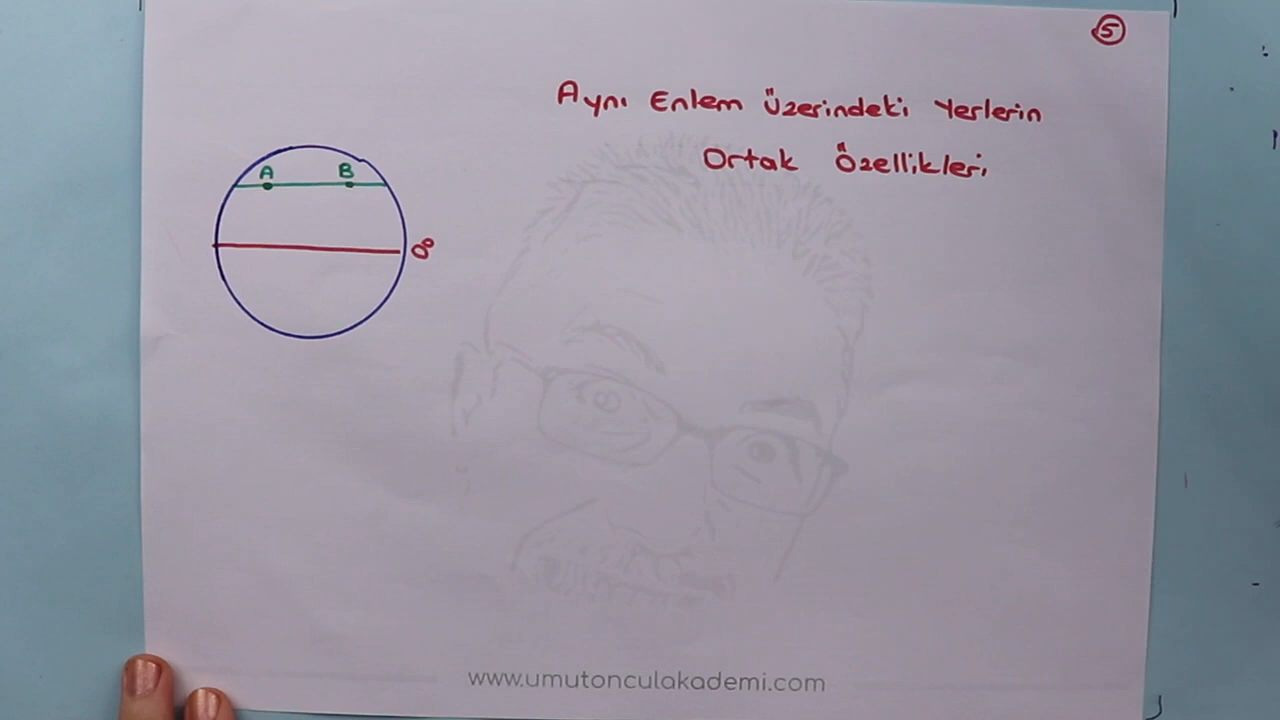 5
Aynı Enlem Üzerindeki Yerlerin
Ortak Özellikleri
A B
0°
www.umutonculakademi.com